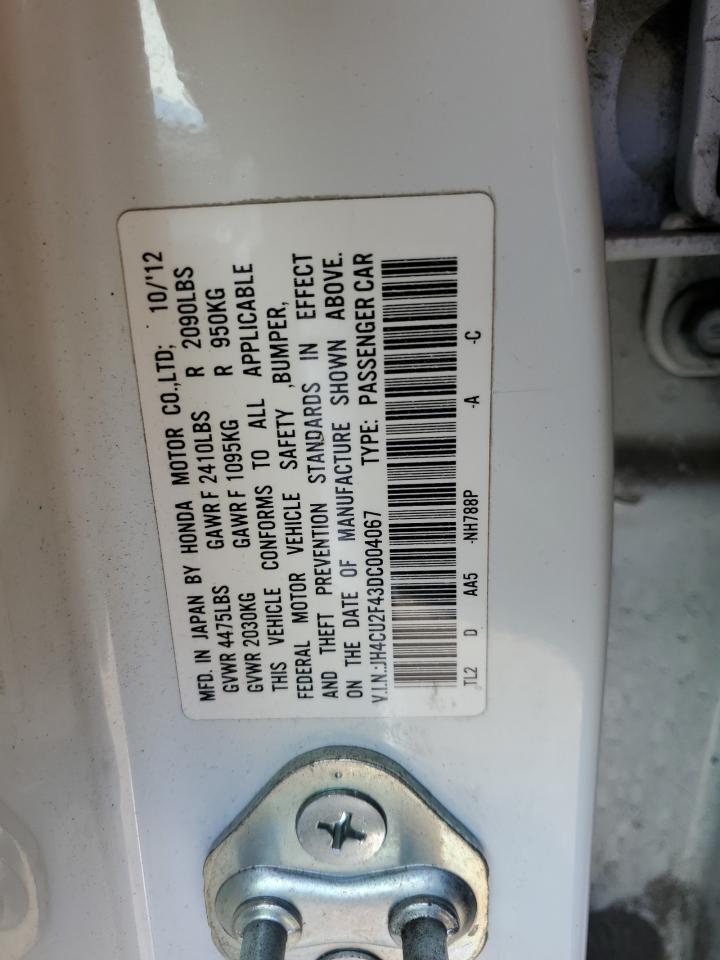 MFD. IN JAPAN BY HONDA MOTOR CO.,LTD; 10/'12
GVWR 4475LBS GAWR F 2410LBS R 2090LBS
GVWR 2030KG GAWR F 1095KG R 950KG
THIS VEHICLE CONFORMS TO ALL APPLICABLE
FEDERAL MOTOR VEHICLE SAFETY ,BUMPER,
AND THEFT PREVENTION STANDARDS IN EFFECT
ON THE DATE OF MANUFACTURE SHOWN ABOVE.
V.I.N.:JH4CU2F43DC004067 TYPE: PASSENGER CAR
TL2 D AA5 -NH788P -A -C